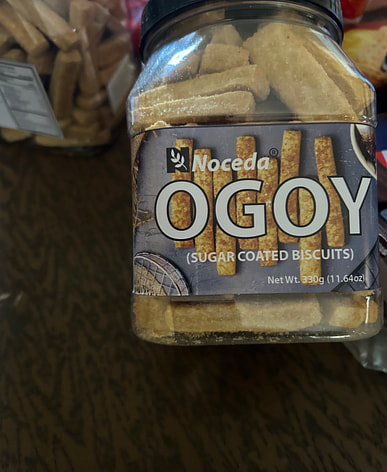 Noceda®
OGOY
(SUGAR COATED BISCUITS)
Net Wt. 330g (11.64oz)